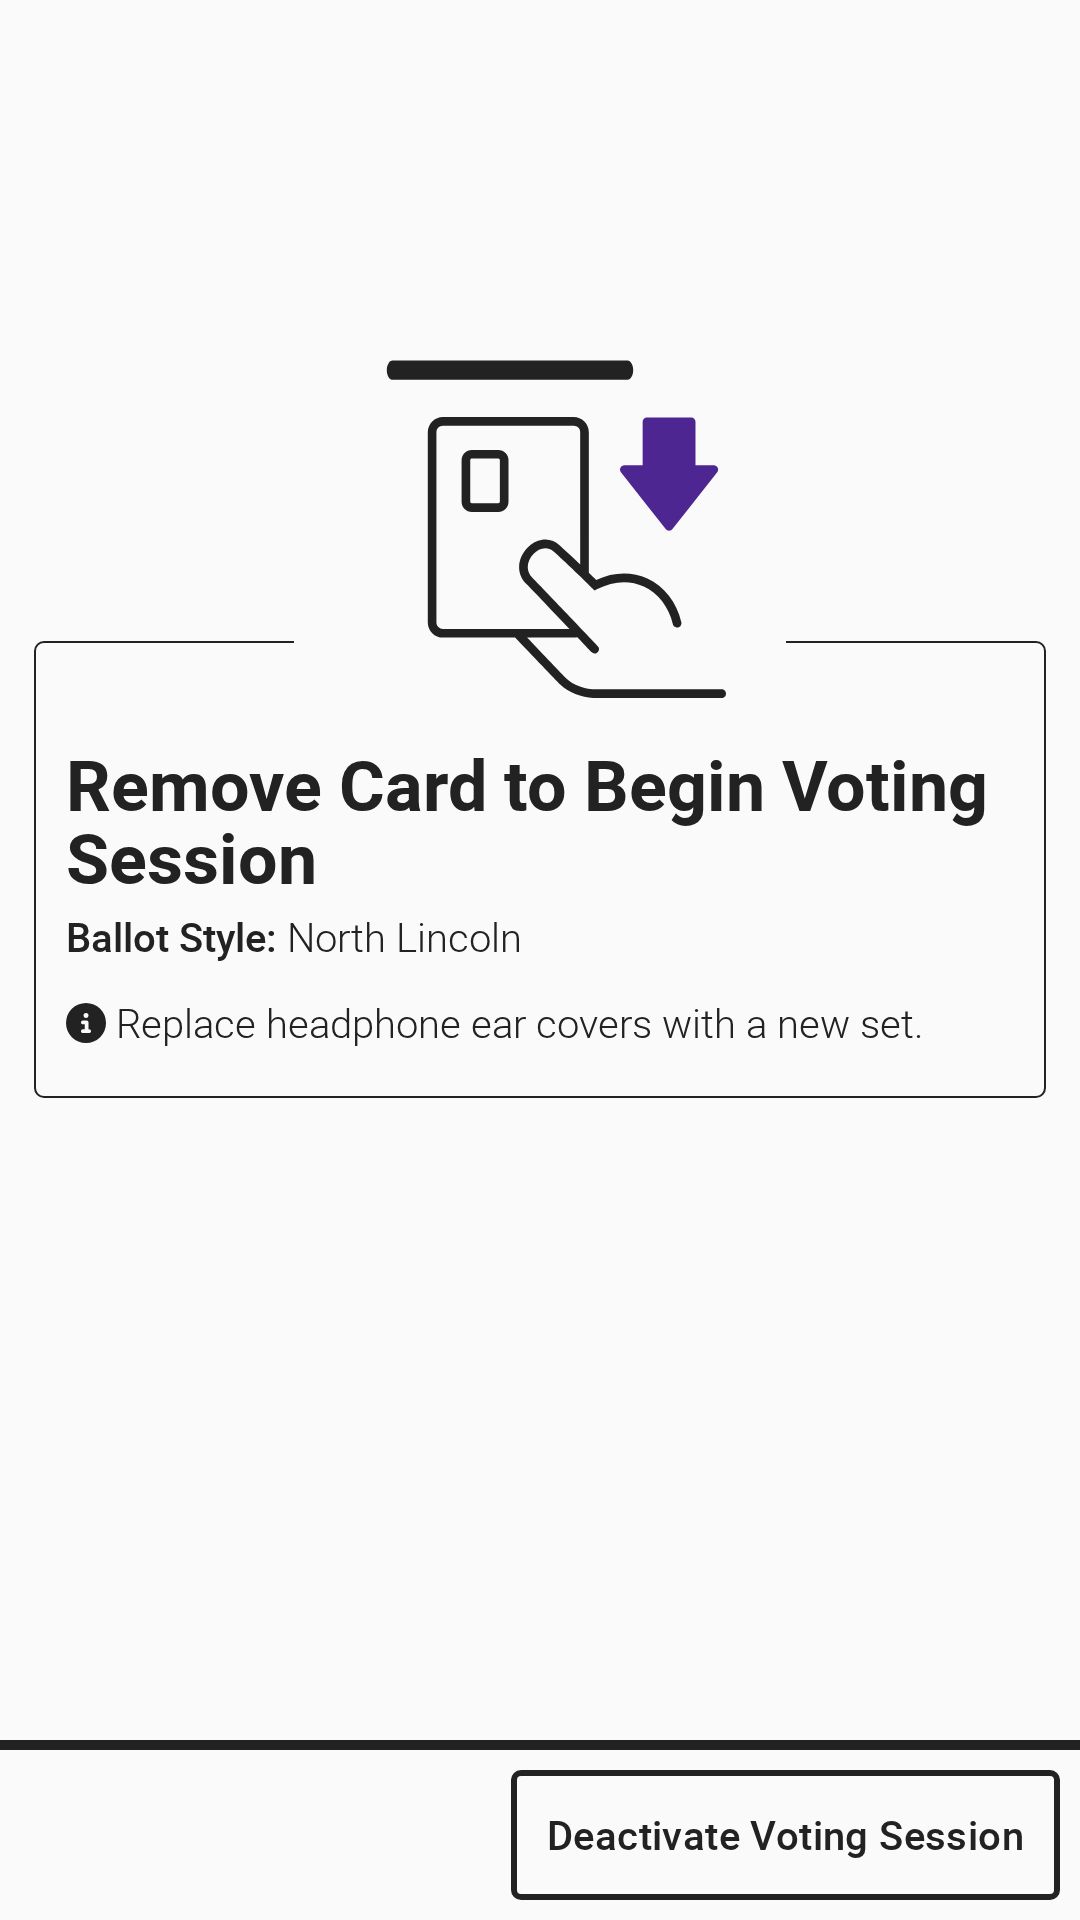 Remove Card to Begin Voting
Session
Ballot Style: North Lincoln
Replace headphone ear covers with a new set.
Deactivate Voting Session